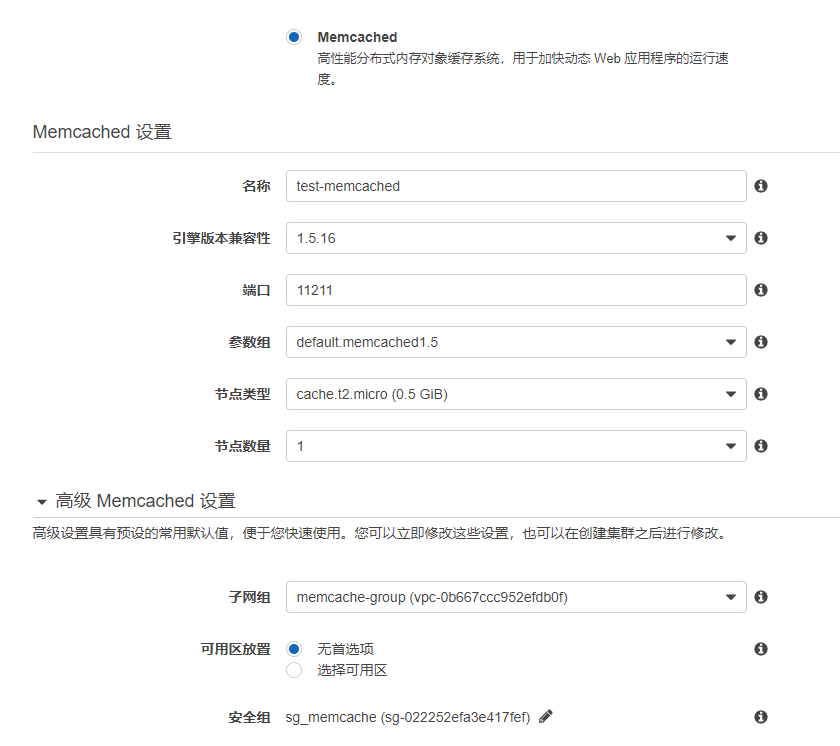 Memcached
高性能分布式内存对象缓存系统，用于加快动态 Web 应用程序的运行速
度。
Memcached 设置
名称 test-memcached
引擎版本兼容性 1.5.16
端口 11211
参数组 default.memcached1.5
节点类型 cache.t2.micro (0.5 GiB)
节点数量 1
高级 Memcached 设置
高级设置具有预设的常用默认值，便于您快速使用。您可以立即修改这些设置，也可以在创建集群之后进行修改。
子网组 memcache-group (vpc-0b667ccc952efdb0f)
可用区放置 无首选项
选择可用区
安全组 sg_memcache (sg-022252efa3e417fef)